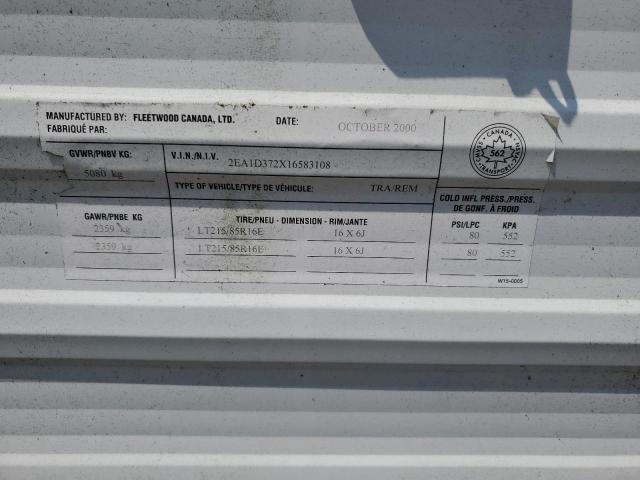 MANUFACTURED BY: FLEETWOOD CANADA, LTD. DATE: OCTOBER 2000
FABRIQUÉ PAR:
GVWR/PNBV KG:
5080 kg
V.I.N./N.I.V. 2EA1D372X16583108
TYPE OF VEHICLE/TYPE DE VÉHICULE: TRA/REM
CANADA
562
TRANSPORT
COLD INFL PRESS./PRESS.
DE GONF. À FROID
GAWR/PNBE KG
2359 kg
2359 kg
TIRE/PNEU - DIMENSION - RIM/JANTE
LT215/85R16E 16 X 6J
LT215/85R16E 16 X 6J
PSI/LPC KPA
80 552
80 552
W15-0005